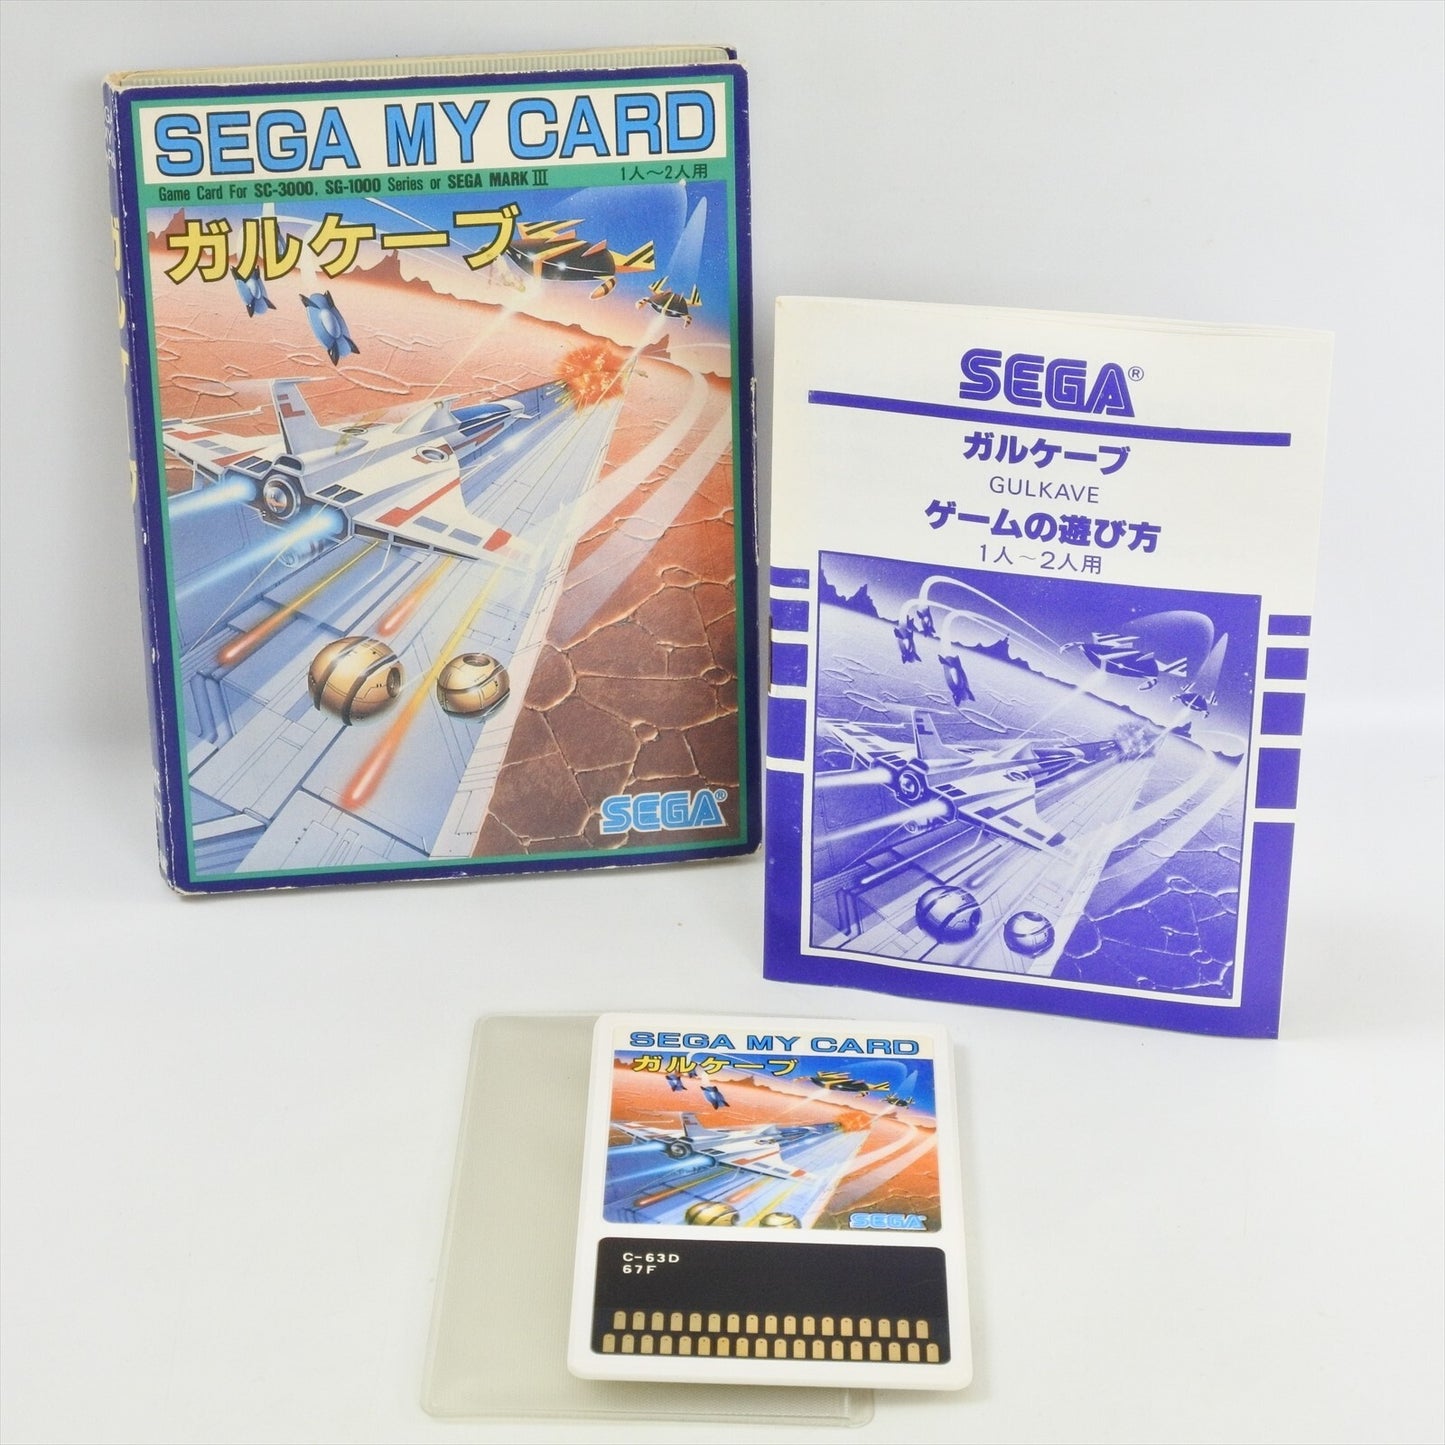 SEGA MY CARD
Game Card For SC-3000, SG-1000 Series or SEGA MARK III
1人〜2人用
ガルケーブ
SEGA®
SEGA®
ガルケーブ
GULKAVE
ゲームの遊び方
1人〜2人用
SEGA MY CARD
ガルケーブ
SEGA
C-63D
67F